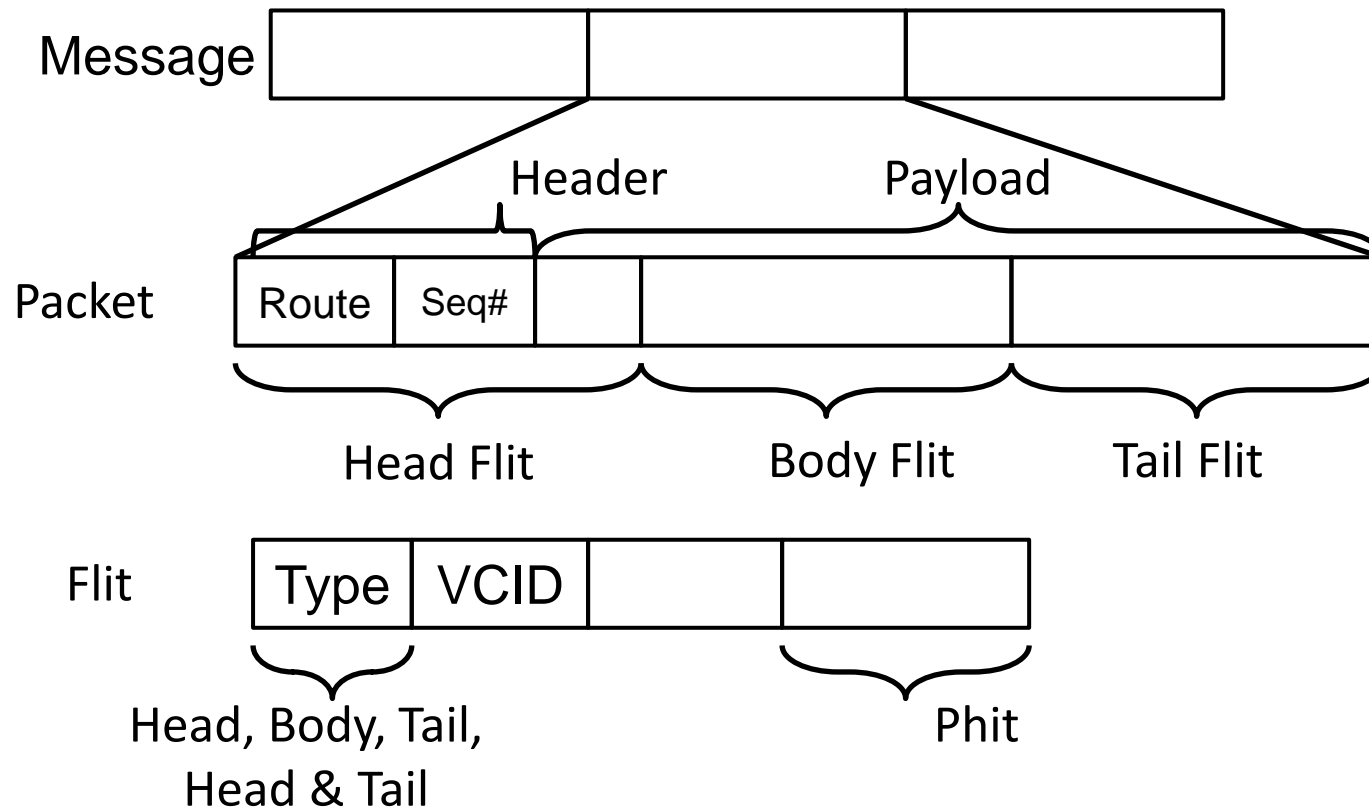 Message
Header
Payload
Packet
Route
Seq#
Head Flit
Body Flit
Tail Flit
Flit
Type
VCID
Head, Body, Tail,
Head & Tail
Phit